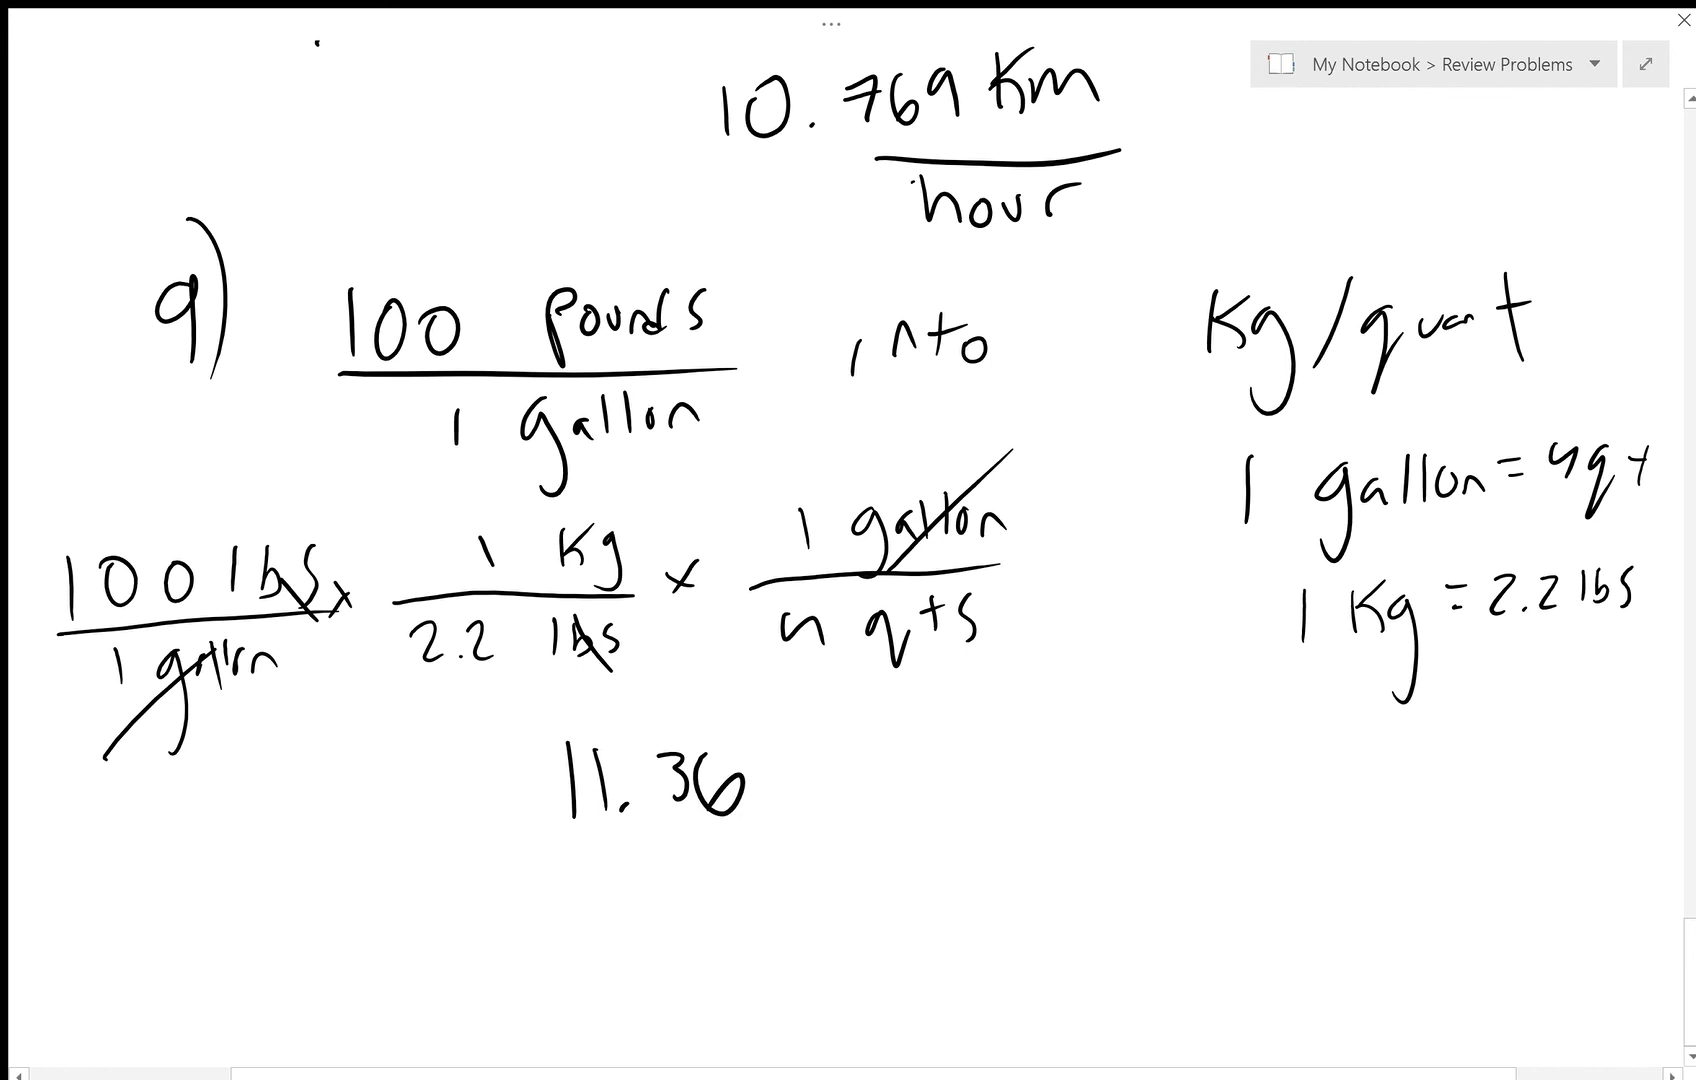 My Notebook > Review Problems
10.769 Km
hour
9) 100 pounds into Kg/quart
1 gallon
1 gallon = 4qt
100 lbs x 1 Kg x 1 gallon
1 gallon 2.2 lbs 4 qts
1 Kg = 2.2 lbs
11.36